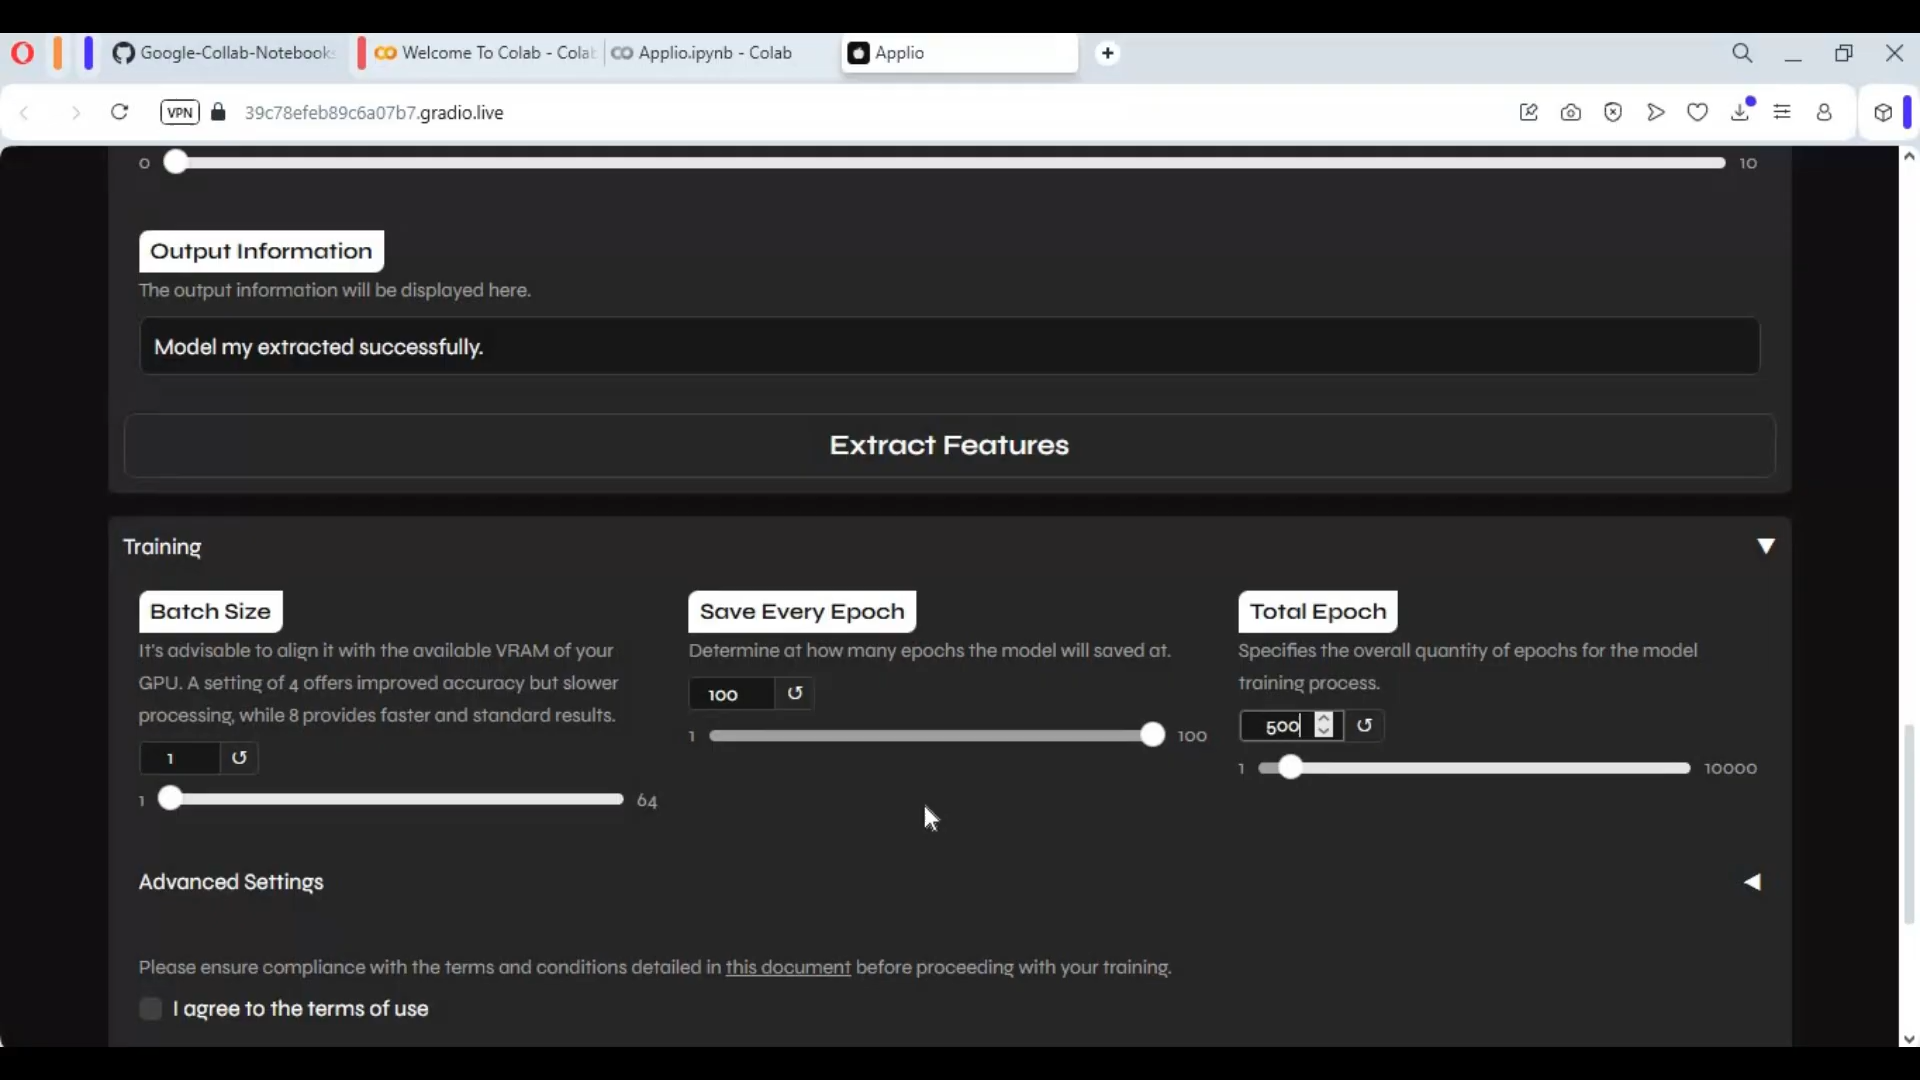 Google-Collab-Notebooks
Welcome To Colab - Colab
Applio.ipynb - Colab
Applio
VPN
39c78efeb89c6a07b7.gradio.live
0
10
Output Information
The output information will be displayed here.
Model my extracted successfully.
Extract Features
Training
Batch Size
It's advisable to align it with the available VRAM of your
GPU. A setting of 4 offers improved accuracy but slower
processing, while 8 provides faster and standard results.
1
1
64
Save Every Epoch
Determine at how many epochs the model will saved at.
100
1
100
Total Epoch
Specifies the overall quantity of epochs for the model
training process.
500
1
10000
Advanced Settings
Please ensure compliance with the terms and conditions detailed in this document before proceeding with your training.
I agree to the terms of use